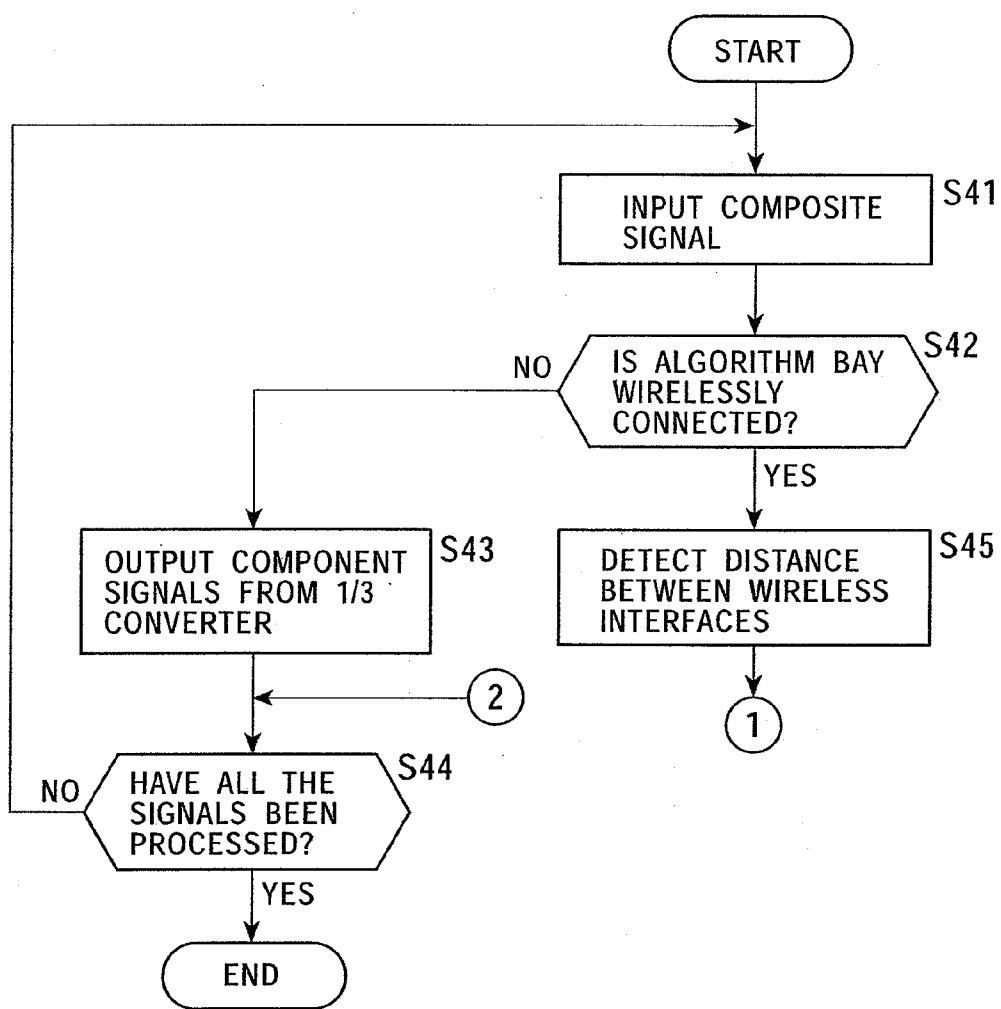 START
INPUT COMPOSITE
SIGNAL
S41
IS ALGORITHM BAY
WIRELESSLY
CONNECTED?
S42
NO
YES
OUTPUT COMPONENT
SIGNALS FROM 1/3
CONVERTER
S43
DETECT DISTANCE
BETWEEN WIRELESS
INTERFACES
S45
2
1
HAVE ALL THE
SIGNALS BEEN
PROCESSED?
S44
NO
YES
END